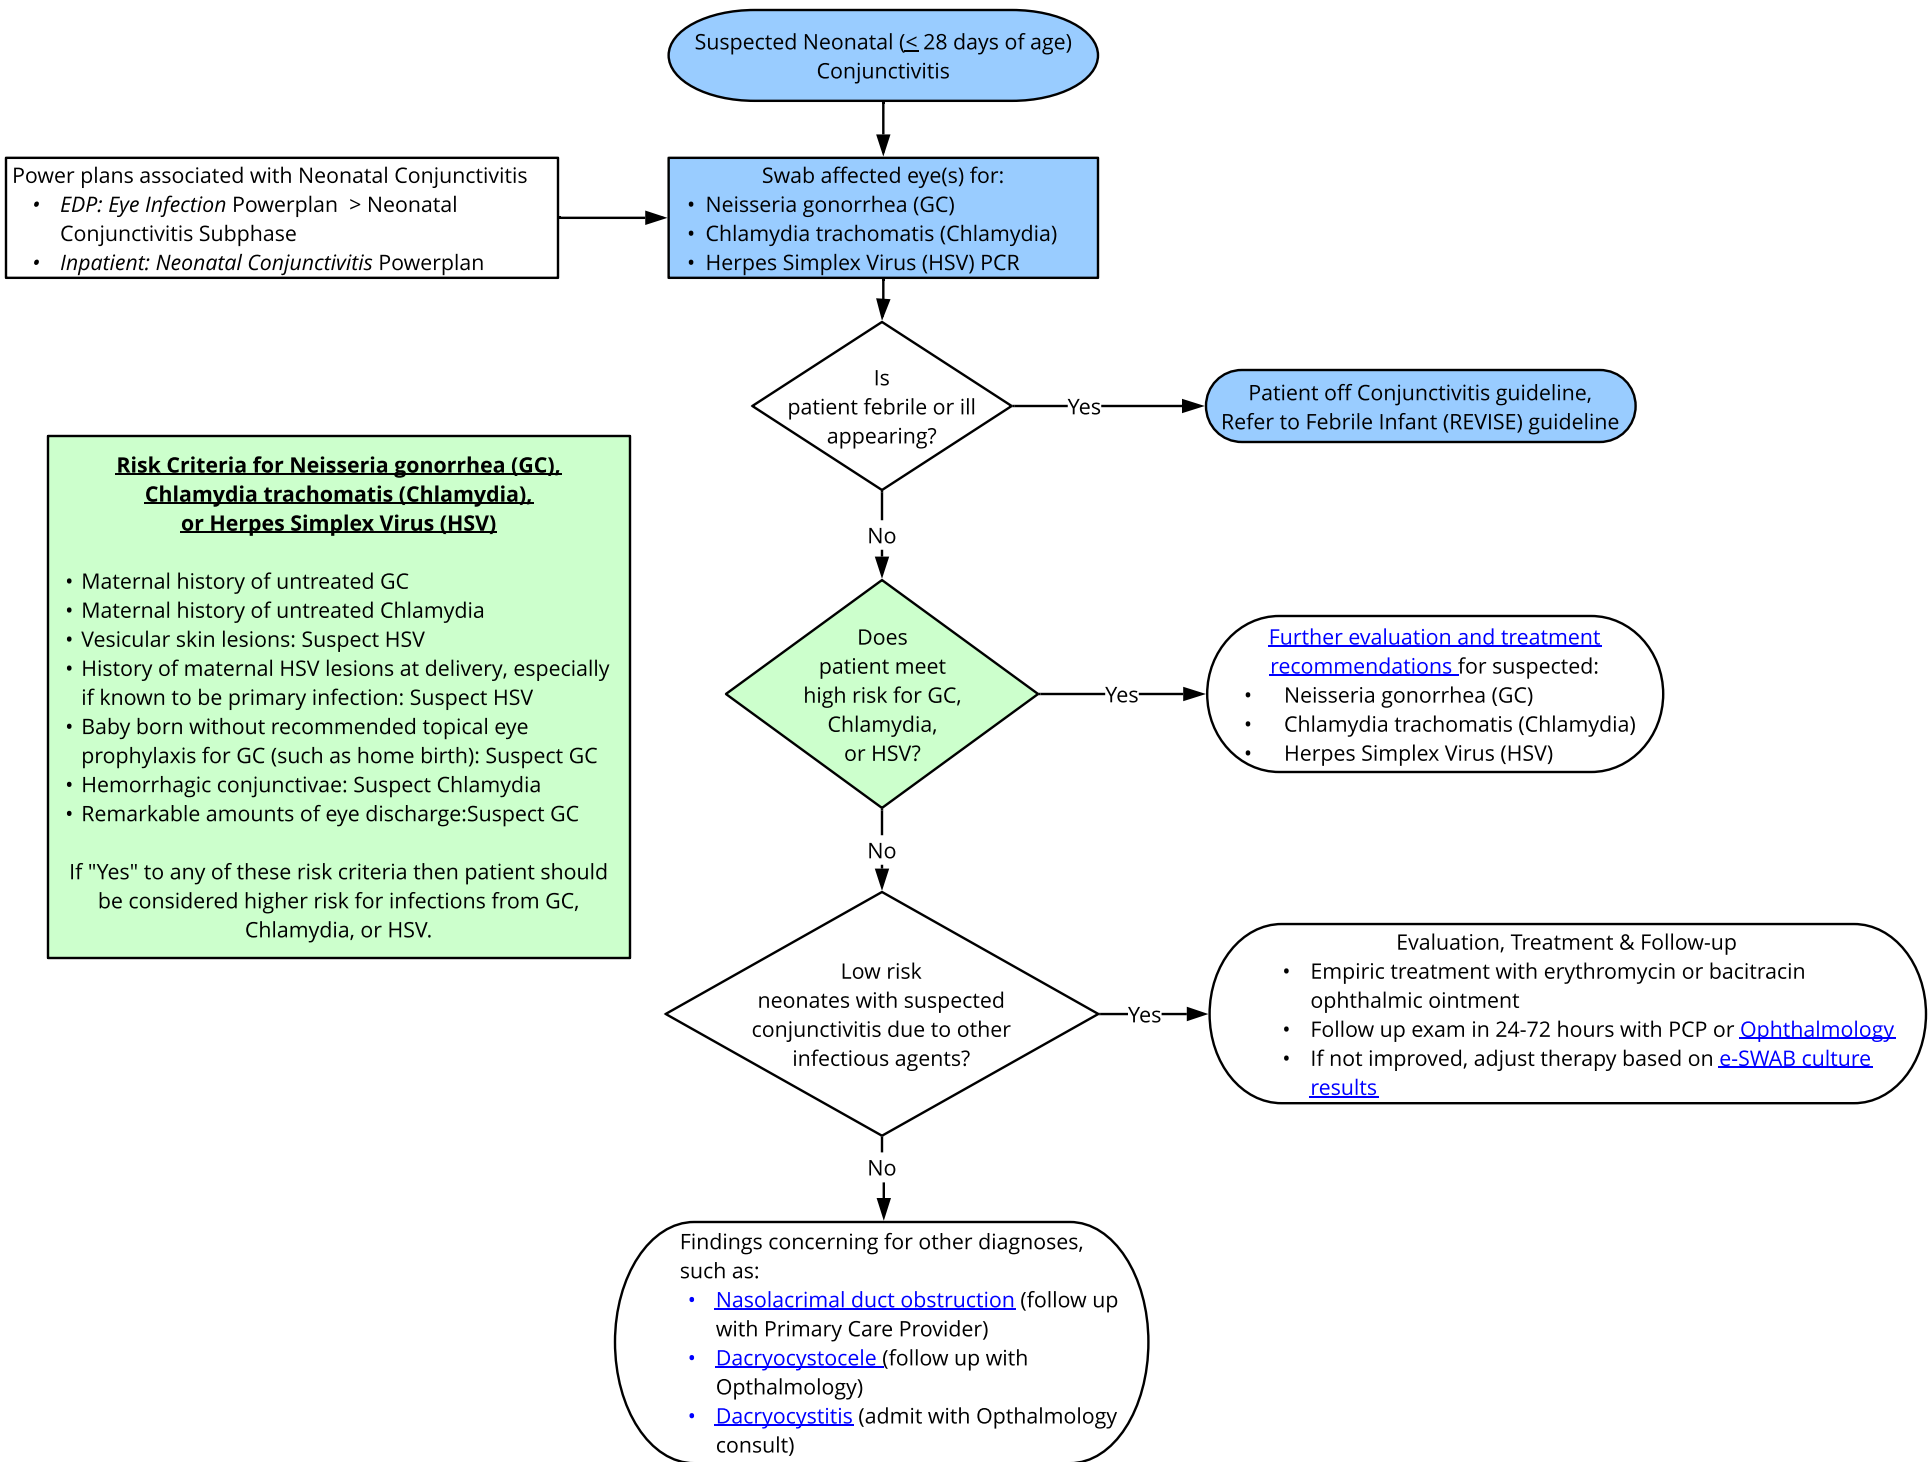 Suspected Neonatal (≤ 28 days of age)
Conjunctivitis
Power plans associated with Neonatal Conjunctivitis
• EDP: Eye Infection Powerplan > Neonatal
Conjunctivitis Subphase
• Inpatient: Neonatal Conjunctivitis Powerplan
Swab affected eye(s) for:
• Neisseria gonorrhea (GC)
• Chlamydia trachomatis (Chlamydia)
• Herpes Simplex Virus (HSV) PCR
Is
patient febrile or ill
appearing?
Yes
Patient off Conjunctivitis guideline,
Refer to Febrile Infant (REVISE) guideline
No
Risk Criteria for Neisseria gonorrhea (GC),
Chlamydia trachomatis (Chlamydia),
or Herpes Simplex Virus (HSV)
• Maternal history of untreated GC
• Maternal history of untreated Chlamydia
• Vesicular skin lesions: Suspect HSV
• History of maternal HSV lesions at delivery, especially
if known to be primary infection: Suspect HSV
• Baby born without recommended topical eye
prophylaxis for GC (such as home birth): Suspect GC
• Hemorrhagic conjunctivae: Suspect Chlamydia
• Remarkable amounts of eye discharge:Suspect GC
If "Yes" to any of these risk criteria then patient should
be considered higher risk for infections from GC,
Chlamydia, or HSV.
Does
patient meet
high risk for GC,
Chlamydia,
or HSV?
Yes
Further evaluation and treatment
recommendations for suspected:
• Neisseria gonorrhea (GC)
• Chlamydia trachomatis (Chlamydia)
• Herpes Simplex Virus (HSV)
No
Low risk
neonates with suspected
conjunctivitis due to other
infectious agents?
Yes
Evaluation, Treatment & Follow-up
• Empiric treatment with erythromycin or bacitracin
ophthalmic ointment
• Follow up exam in 24-72 hours with PCP or Ophthalmology
• If not improved, adjust therapy based on e-SWAB culture
results
No
Findings concerning for other diagnoses,
such as:
• Nasolacrimal duct obstruction (follow up
with Primary Care Provider)
• Dacryocystocele (follow up with
Opthalmology)
• Dacryocystitis (admit with Opthalmology
consult)